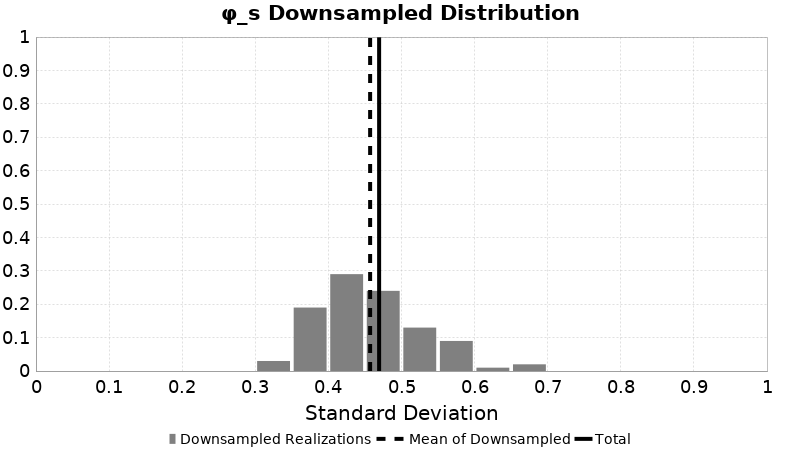 φ_s Downsampled Distribution
1
0.9
0.8
0.7
0.6
0.5
0.4
0.3
0.2
0.1
0
0 0.1 0.2 0.3 0.4 0.5 0.6 0.7 0.8 0.9 1
Standard Deviation
Downsampled Realizations Mean of Downsampled Total